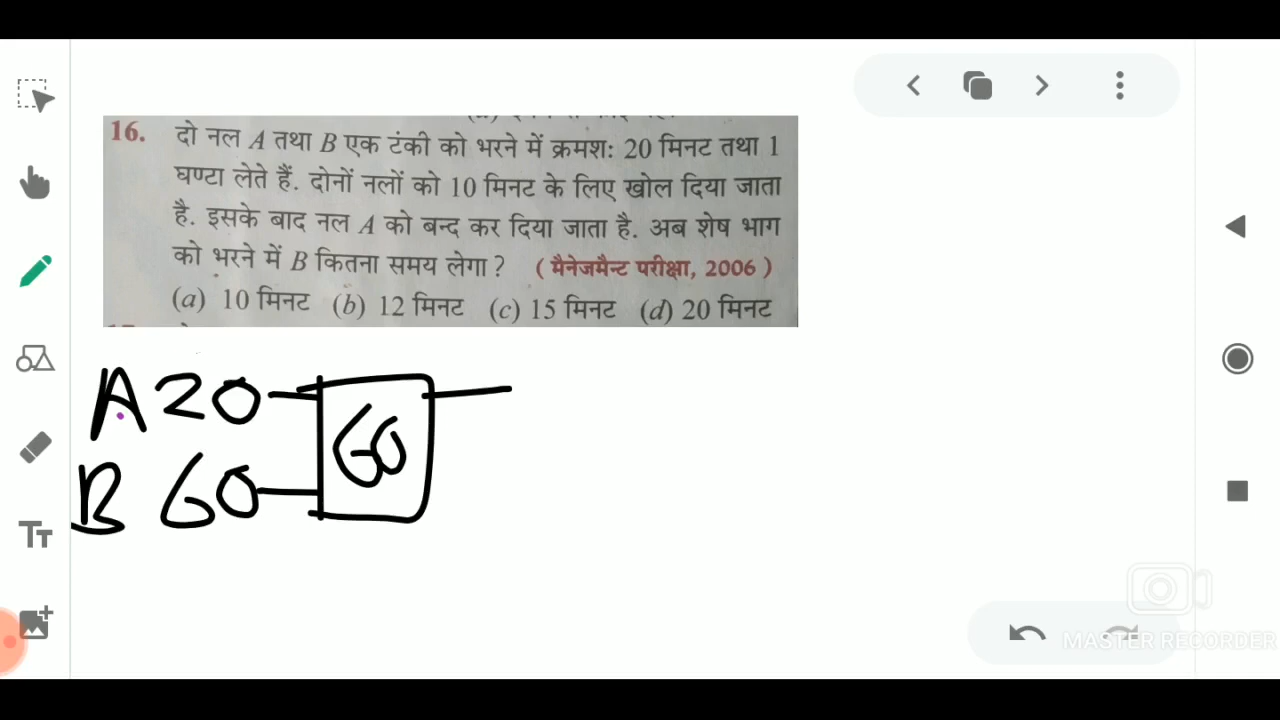 16. दो नल A तथा B एक टंकी को भरने में क्रमश: 20 मिनट तथा 1
घण्टा लेते हैं. दोनों नलों को 10 मिनट के लिए खोल दिया जाता
है. इसके बाद नल A को बन्द कर दिया जाता है. अब शेष भाग
को भरने में B कितना समय लेगा? (मैनेजमैन्ट परीक्षा, 2006)
(a) 10 मिनट (b) 12 मिनट (c) 15 मिनट (d) 20 मिनट
A 20
60
B 60
Tт
MASTER RECORDER